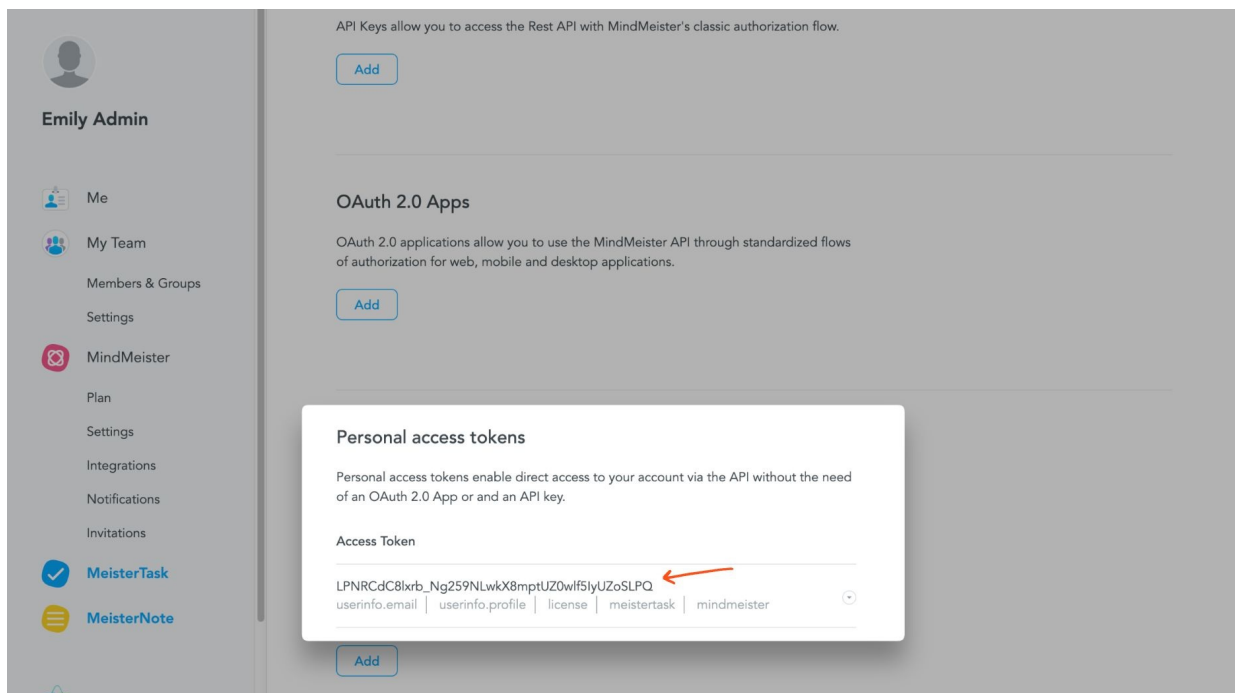 API Keys allow you to access the Rest API with MindMeister's classic authorization flow.
Add
Emily Admin
Me
My Team
Members & Groups
Settings
MindMeister
Plan
Settings
Integrations
Notifications
Invitations
MeisterTask
MeisterNote
OAuth 2.0 Apps
OAuth 2.0 applications allow you to use the MindMeister API through standardized flows
of authorization for web, mobile and desktop applications.
Add
Personal access tokens
Personal access tokens enable direct access to your account via the API without the need
of an OAuth 2.0 App or and an API key.
Access Token
userinfo.email | userinfo.profile | license | meistertask | mindmeister
Add